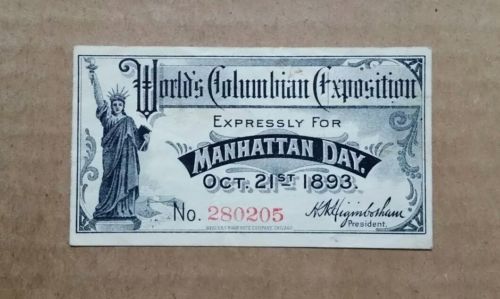 World's Columbian Exposition
EXPRESSLY FOR
MANHATTAN DAY.
OCT. 21ST 1893.
No. 280205
H.N. Higinbotham
President.